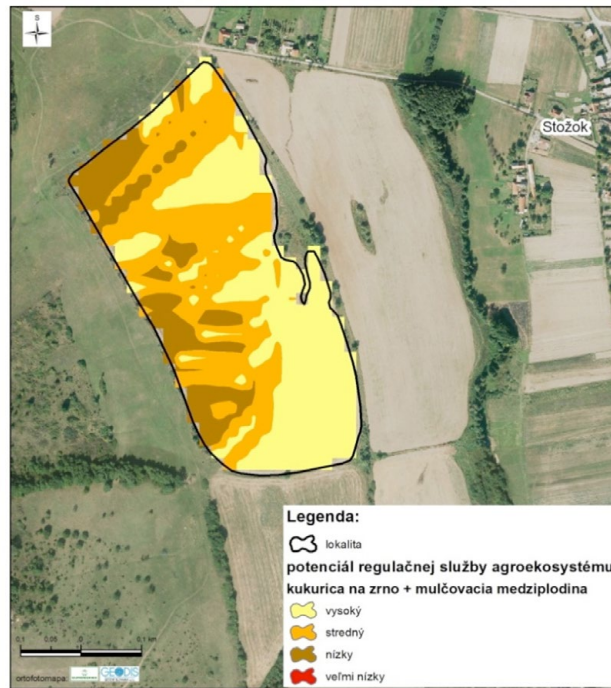 S
Stožok
Legenda:
lokalita
potenciál regulačnej služby agroekosystému
kukurica na zrno + mulčovacia medziplodina
vysoký
stredný
nízky
veľmi nízky
0.1 0.05 0 0.1 km
ortofotomapa: GEODIS